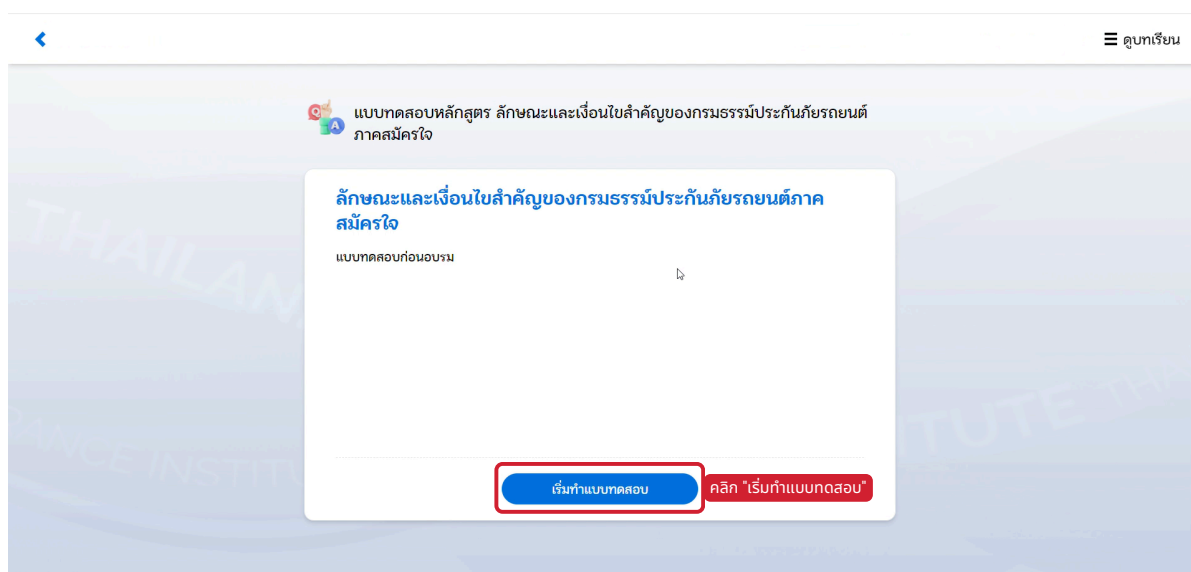 ดูบทเรียน
แบบทดสอบหลักสูตร ลักษณะและเงื่อนไขสำคัญของกรมธรรม์ประกันภัยรถยนต์
ภาคสมัครใจ
ลักษณะและเงื่อนไขสำคัญของกรมธรรม์ประกันภัยรถยนต์ภาค
สมัครใจ
แบบทดสอบก่อนอบรม
THAILAN
INSTIT
ITUTE THA
เริ่มทำแบบทดสอบ
คลิก "เริ่มทำแบบทดสอบ"